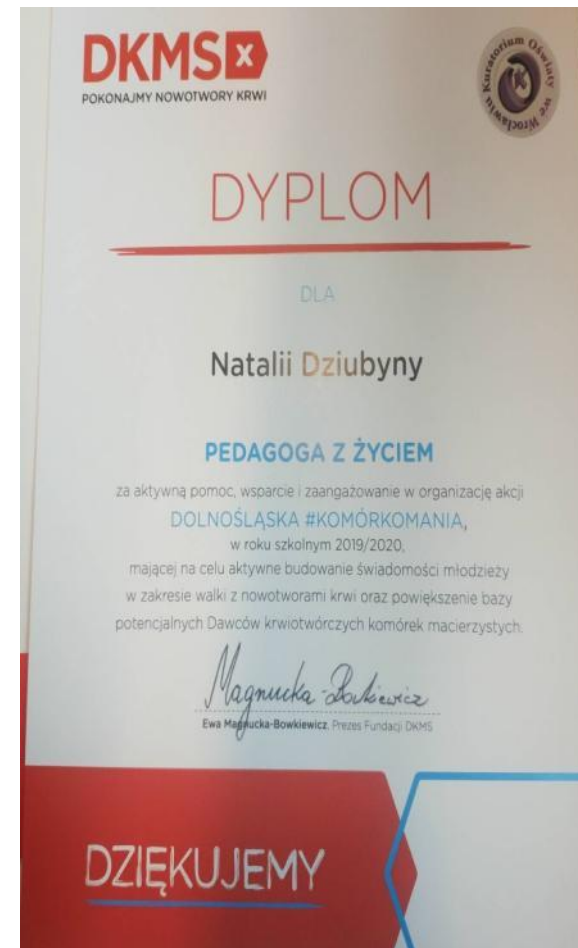 DKMS
POKONAJMY NOWOTWORY KRWI
Kuratorium Oświaty we Wrocławiu
DYPLOM
DLA
Natalii Dziubyny
PEDAGOGA Z ŻYCIEM
za aktywną pomoc, wsparcie i zaangażowanie w organizację akcji
DOLNOŚLĄSKA #KOMÓRKOMANIA,
w roku szkolnym 2019/2020,
mającej na celu aktywne budowanie świadomości młodzieży
w zakresie walki z nowotworami krwi oraz powiększenie bazy
potencjalnych Dawców krwiotwórczych komórek macierzystych.
Magnucka-Bowkiewicz
Ewa Magnucka-Bowkiewicz, Prezes Fundacji DKMS
DZIĘKUJEMY